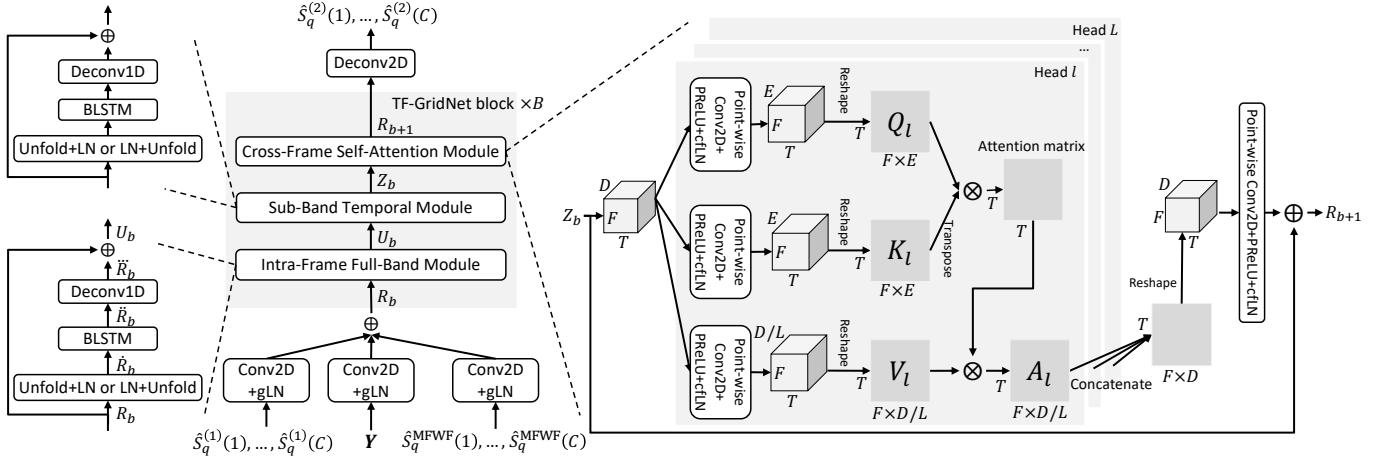 ⊕
Deconv1D
BLSTM
Unfold+LN or LN+Unfold
U_b
⊕
\dddot{R}_b
Deconv1D
\ddot{R}_b
BLSTM
\dot{R}_b
Unfold+LN or LN+Unfold
R_b
Ŝ_q^{(2)}(1), …, Ŝ_q^{(2)}(C)
Deconv2D
TF-GridNet block ×B
R_{b+1}
Cross-Frame Self-Attention Module
Z_b
Sub-Band Temporal Module
U_b
Intra-Frame Full-Band Module
R_b
⊕
Conv2D
+gLN
Conv2D
+gLN
Conv2D
+gLN
Ŝ_q^{(1)}(1), …, Ŝ_q^{(1)}(C)
Y
Ŝ_q^{MFWF}(1), …, Ŝ_q^{MFWF}(C)
Head L
...
Head l
Z_b
D
F
T
Point-wise
Conv2D+
PReLU+cfLN
E
F
T
Reshape
T
Q_l
F×E
Point-wise
Conv2D+
PReLU+cfLN
E
F
T
Reshape
T
K_l
F×E
Transpose
⊗
T
Attention matrix
T
Point-wise
Conv2D+
PReLU+cfLN
D/L
F
T
Reshape
T
V_l
F×D/L
⊗
T
A_l
F×D/L
Concatenate
T
F×D
Reshape
D
F
T
Point-wise Conv2D+PReLU+cfLN
⊕
R_{b+1}